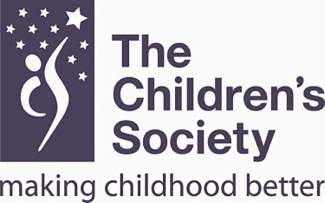 The
Children's
Society
making childhood better